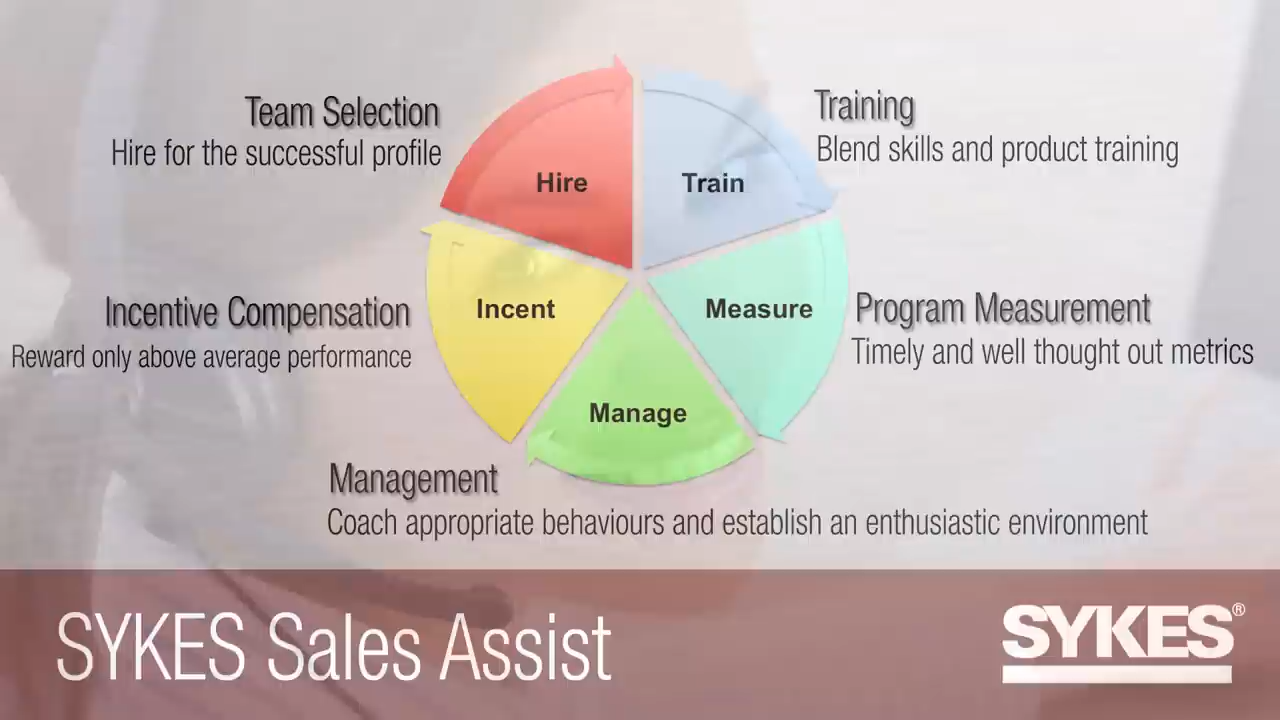 Team Selection
Hire for the successful profile
Training
Blend skills and product training
Hire
Train
Incentive Compensation
Reward only above average performance
Incent
Measure
Program Measurement
Timely and well thought out metrics
Manage
Management
Coach appropriate behaviours and establish an enthusiastic environment
SYKES Sales Assist
SYKES®